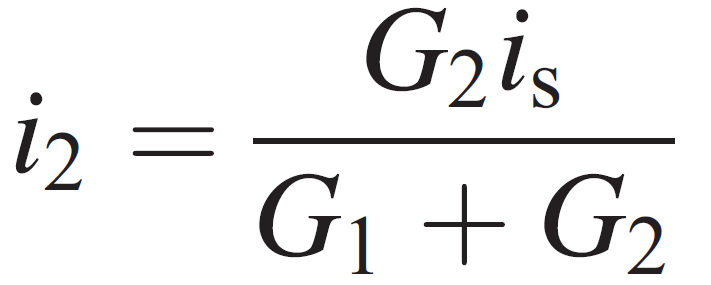 i₂ = G₂iₛ / (G₁ + G₂)